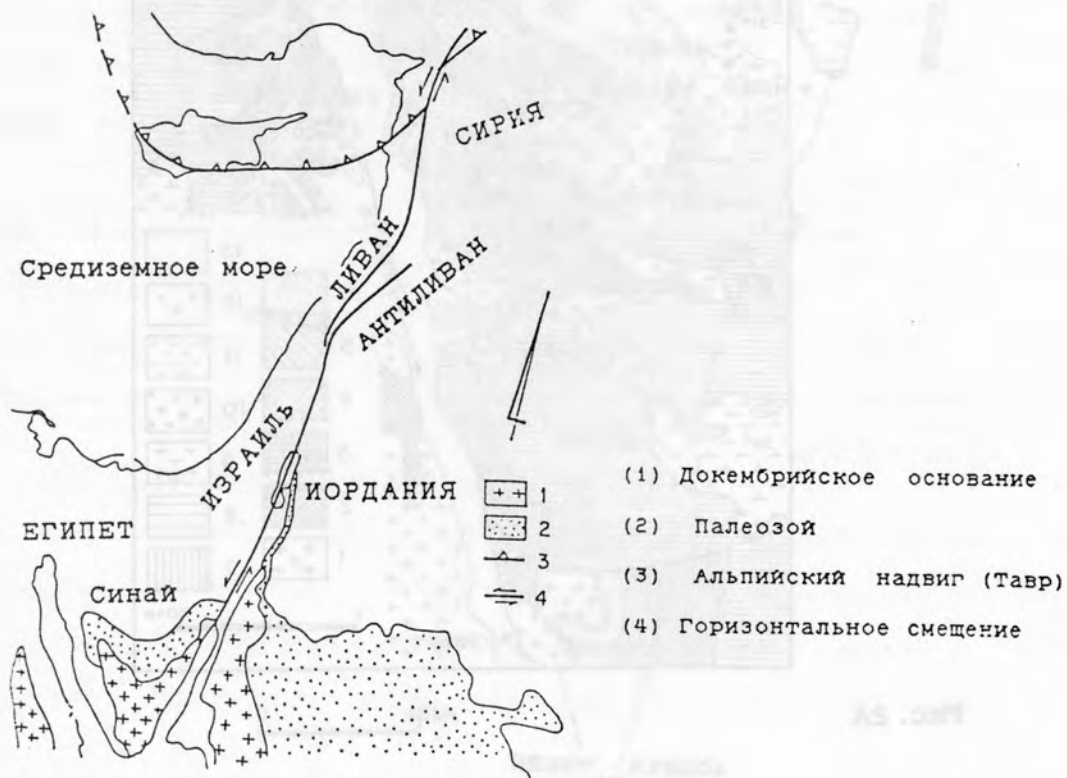 СИРИЯ
Средиземное море
ЛИВАН
АНТИЛИВАН
ИЗРАИЛЬ
ИОРДАНИЯ
ЕГИПЕТ
Синай
1
2
3
4
(1) Докембрийское основание
(2) Палеозой
(3) Альпийский надвиг (Тавр)
(4) Горизонтальное смещение